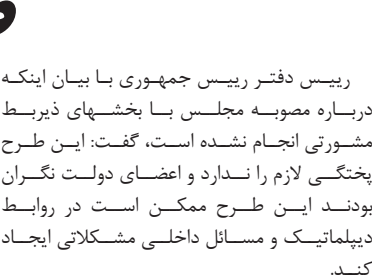 رییس دفتر رییس جمهوری با بیان اینکه
درباره مصوبه مجلس با بخشهای ذیربط
مشورتی انجام نشده است، گفت: این طرح
پختگی لازم را ندارد و اعضای دولت نگران
بودند این طرح ممکن است در روابط
دیپلماتیک و مسائل داخلی مشکلاتی ایجاد
کند.